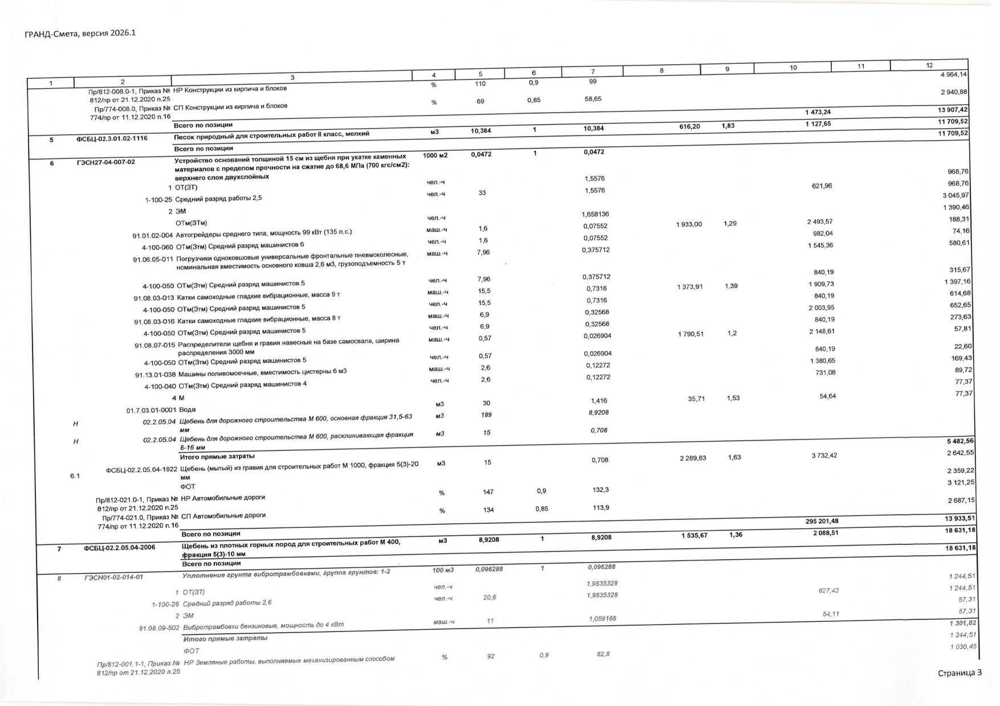 ГРАНД-Смета, версия 2026.1
1 2 3 4 5 6 7 8 9 10 11 12
Пр/812-008.0-1, Приказ № НР Конструкции из кирпича и блоков % 110 0,9 99 4 964,14
812/пр от 21.12.2020 п.25
Пр/774-008.0, Приказ № СП Конструкции из кирпича и блоков % 69 0,85 58,65 2 940,88
774/пр от 11.12.2020 п.16
Всего по позиции 1 473,24 13 907,42
5 ФСБЦ-02.3.01.02-1116 Песок природный для строительных работ II класс, мелкий м3 10,384 1 10,384 616,20 1,83 1 127,65 11 709,52
Всего по позиции 11 709,52
6 ГЭСН27-04-007-02 Устройство оснований толщиной 15 см из щебня при укатке каменных 1000 м2 0,0472 1 0,0472
материалов с пределом прочности на сжатие до 68,6 МПа (700 кгс/см2):
верхнего слоя двухслойных
1 ОТ(ЗТ) чел.-ч 1,5576 968,76
1-100-25 Средний разряд работы 2,5 чел.-ч 33 1,5576 621,96 968,76
2 ЭМ 3 045,97
ОТм(ЗТм) чел.-ч 1,658136 1 390,46
91.01.02-004 Автогрейдеры среднего типа, мощность 99 кВт (135 л.с.) маш.-ч 1,6 0,07552 1 933,00 1,29 2 493,57 188,31
4-100-060 ОТм(Зтм) Средний разряд машинистов 6 чел.-ч 1,6 0,07552 982,04 74,16
91.06.05-011 Погрузчики одноковшовые универсальные фронтальные пневмоколесные, маш.-ч 7,96 0,375712 1 545,36 580,61
номинальная вместимость основного ковша 2,6 м3, грузоподъемность 5 т
4-100-050 ОТм(Зтм) Средний разряд машинистов 5 чел.-ч 7,96 0,375712 840,19 315,67
91.08.03-013 Катки самоходные гладкие вибрационные, масса 9 т маш.-ч 15,5 0,7316 1 373,91 1,39 1 909,73 1 397,16
4-100-050 ОТм(Зтм) Средний разряд машинистов 5 чел.-ч 15,5 0,7316 840,19 614,68
91.08.03-016 Катки самоходные гладкие вибрационные, масса 8 т маш.-ч 6,9 0,32568 2 003,95 652,65
4-100-050 ОТм(Зтм) Средний разряд машинистов 5 чел.-ч 6,9 0,32568 840,19 273,63
91.08.07-015 Распределители щебня и гравия навесные на базе самосвала, ширина маш.-ч 0,57 0,026904 1 790,51 1,2 2 148,61 57,81
распределения 3000 мм
4-100-050 ОТм(Зтм) Средний разряд машинистов 5 чел.-ч 0,57 0,026904 840,19 22,60
91.13.01-038 Машины поливомоечные, вместимость цистерны 6 м3 маш.-ч 2,6 0,12272 1 380,65 169,43
4-100-040 ОТм(Зтм) Средний разряд машинистов 4 чел.-ч 2,6 0,12272 731,08 89,72
4 М 77,37
01.7.03.01-0001 Вода м3 30 1,416 35,71 1,53 54,64 77,37
Н 02.2.05.04 Щебень для дорожного строительства М 600, основная фракция 31,5-63 м3 189 8,9208
мм
Н 02.2.05.04 Щебень для дорожного строительства М 600, расклинивающая фракция м3 15 0,708
8-16 мм
Итого прямые затраты 5 482,56
6.1 ФСБЦ-02.2.05.04-1922 Щебень (мытый) из гравия для строительных работ М 1000, фракция 5(3)-20 м3 15 0,708 2 289,83 1,63 3 732,42 2 642,55
мм
ФОТ 2 359,22
Пр/812-021.0-1, Приказ № НР Автомобильные дороги % 147 0,9 132,3 3 121,25
812/пр от 21.12.2020 п.25
Пр/774-021.0, Приказ № СП Автомобильные дороги % 134 0,85 113,9 2 687,15
774/пр от 11.12.2020 п.16
Всего по позиции 295 201,48 13 933,51
7 ФСБЦ-02.2.05.04-2006 Щебень из плотных горных пород для строительных работ М 400, м3 8,9208 1 8,9208 1 535,67 1,36 2 088,51 18 631,18
фракция 5(3)-10 мм
Всего по позиции 18 631,18
8 ГЭСН01-02-014-01 Уплотнение грунта вибротрамбовками, группа грунтов: 1-2 100 м3 0,096288 1 0,096288
1 ОТ(ЗТ) чел.-ч 1,9835328 1 244,51
1-100-26 Средний разряд работы 2,6 чел.-ч 20,6 1,9835328 627,42 1 244,51
2 ЭМ 57,31
91.08.09-502 Вибротрамбовки бензиновые, мощность до 4 кВт маш.-ч 11 1,059168 54,11 57,31
Итого прямые затраты 1 301,82
ФОТ 1 244,51
Пр/812-001.1-1, Приказ № НР Земляные работы, выполняемые механизированным способом % 92 0,9 82,8 1 030,45
812/пр от 21.12.2020 п.25
Страница 3